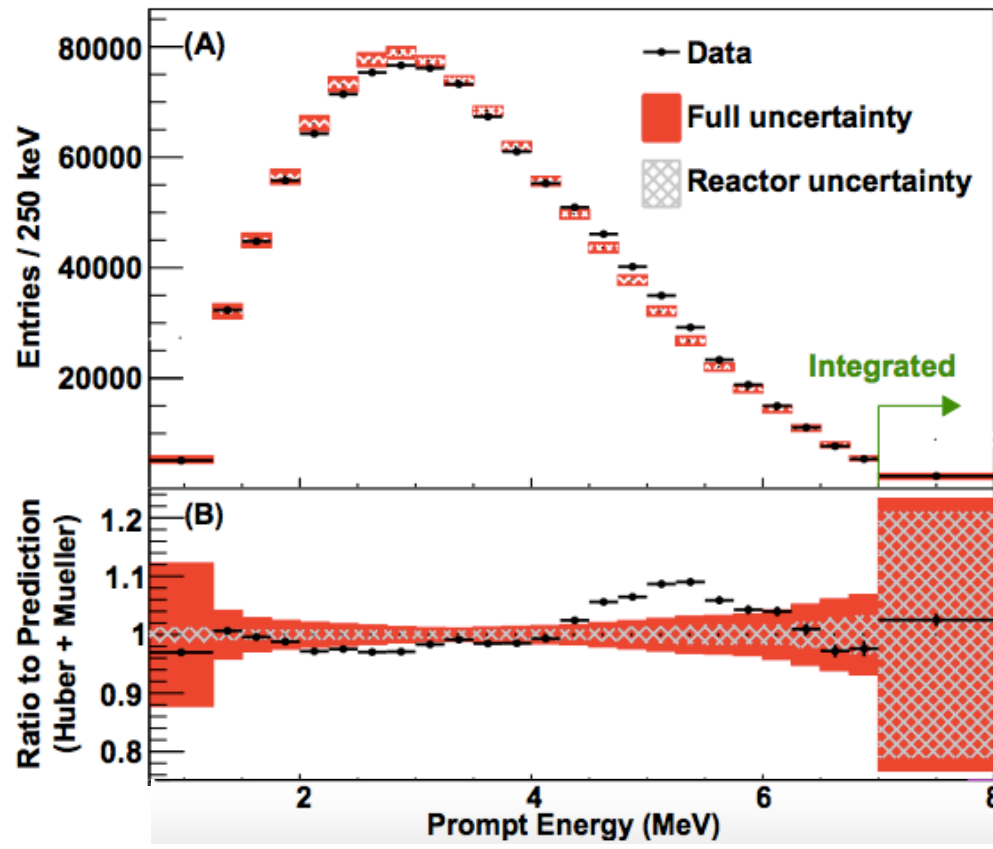 (A)
80000
60000
40000
20000
Entries / 250 keV
Data
Full uncertainty
Reactor uncertainty
Integrated
(B)
1.2
1.1
1
0.9
0.8
Ratio to Prediction
(Huber + Mueller)
2
4
6
8
Prompt Energy (MeV)